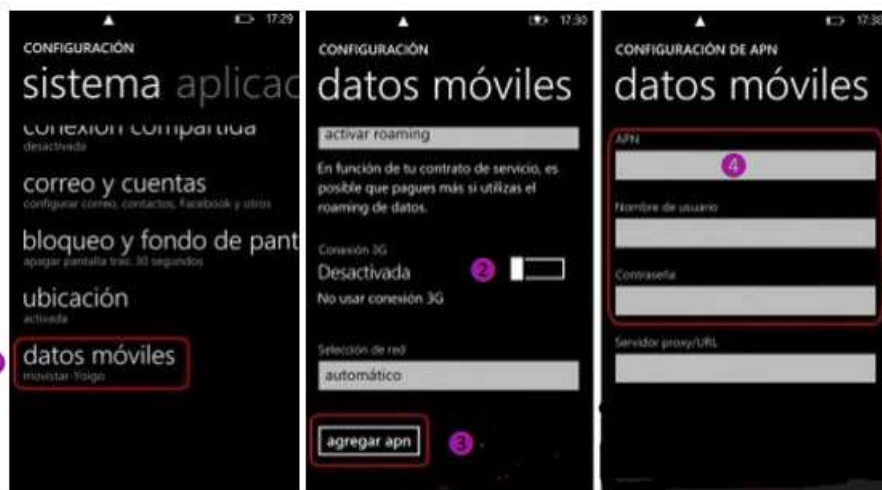 17:29
CONFIGURACIÓN
sistema aplicac
conexión compartida
desactivada
correo y cuentas
configurar correo, contactos, Facebook y otros
bloqueo y fondo de pant
apagar pantalla tras: 30 segundos
ubicación
activada
datos móviles
movistar-Yoigo
17:30
CONFIGURACIÓN
datos móviles
activar roaming
En función de tu contrato de servicio, es
posible que pagues más si utilizas el
roaming de datos.
Conexión 3G
Desactivada
2
No usar conexión 3G
Selección de red
automático
agregar apn
3
17:38
CONFIGURACIÓN DE APN
datos móviles
APN
4
Nombre de usuario
Contraseña
Servidor proxy/URL